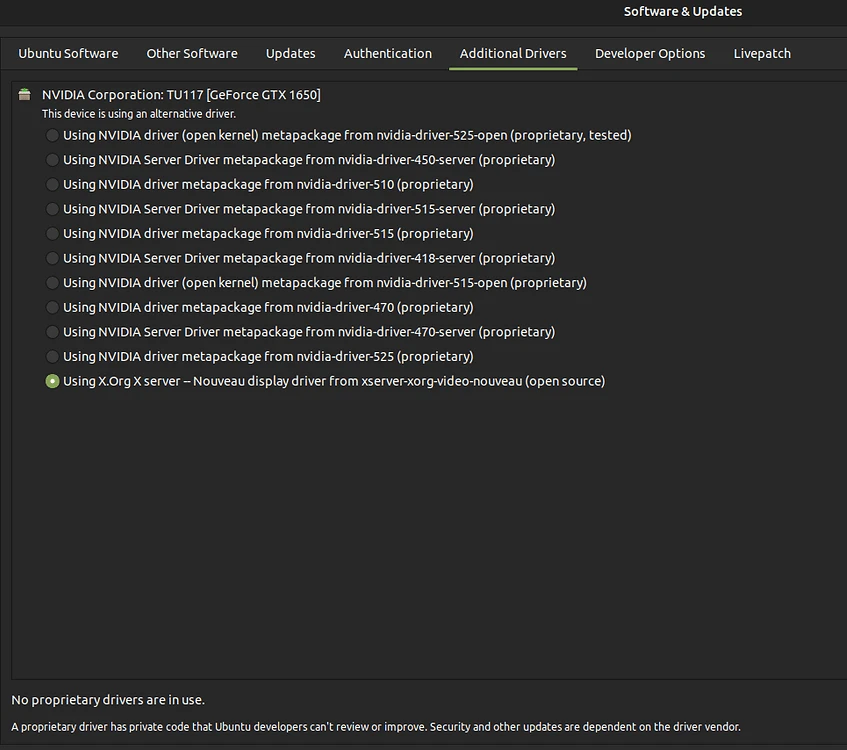 Software & Updates
Ubuntu Software Other Software Updates Authentication Additional Drivers Developer Options Livepatch
NVIDIA Corporation: TU117 [GeForce GTX 1650]
This device is using an alternative driver.
Using NVIDIA driver (open kernel) metapackage from nvidia-driver-525-open (proprietary, tested)
Using NVIDIA Server Driver metapackage from nvidia-driver-450-server (proprietary)
Using NVIDIA driver metapackage from nvidia-driver-510 (proprietary)
Using NVIDIA Server Driver metapackage from nvidia-driver-515-server (proprietary)
Using NVIDIA driver metapackage from nvidia-driver-515 (proprietary)
Using NVIDIA Server Driver metapackage from nvidia-driver-418-server (proprietary)
Using NVIDIA driver (open kernel) metapackage from nvidia-driver-515-open (proprietary)
Using NVIDIA driver metapackage from nvidia-driver-470 (proprietary)
Using NVIDIA Server Driver metapackage from nvidia-driver-470-server (proprietary)
Using NVIDIA driver metapackage from nvidia-driver-525 (proprietary)
Using X.Org X server – Nouveau display driver from xserver-xorg-video-nouveau (open source)
No proprietary drivers are in use.
A proprietary driver has private code that Ubuntu developers can't review or improve. Security and other updates are dependent on the driver vendor.